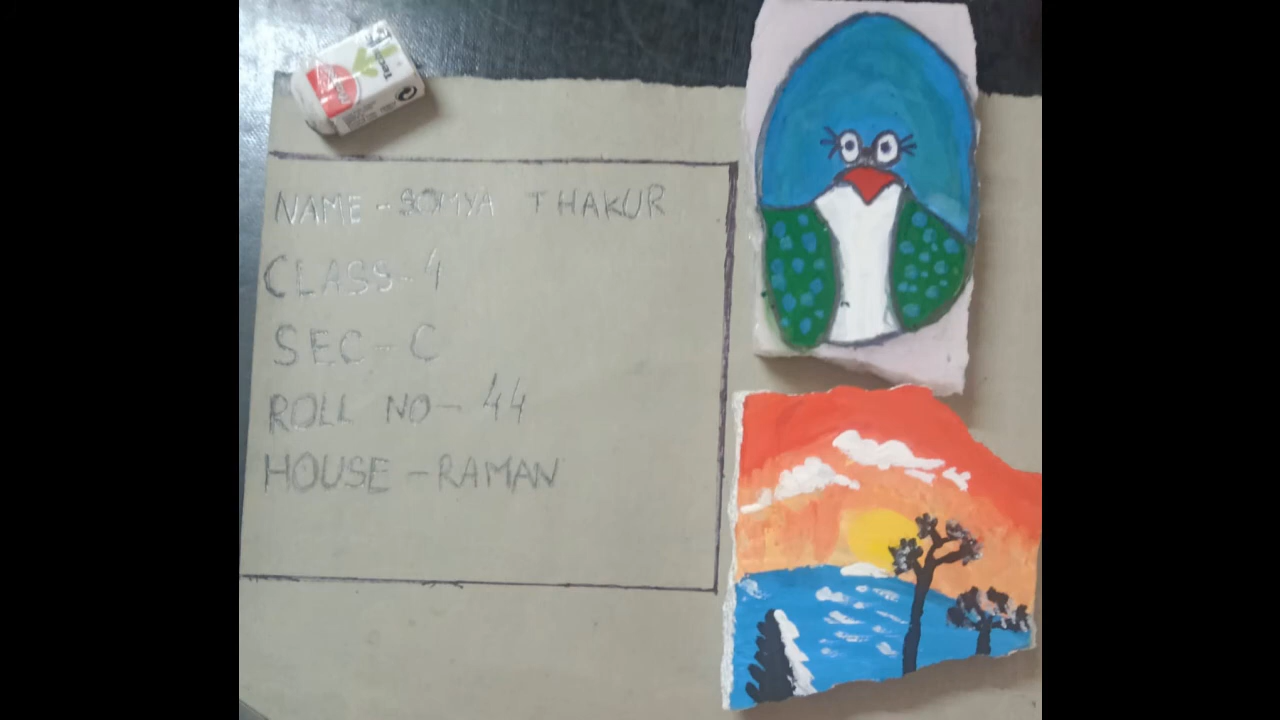 NAME - SOMYA THAKUR
CLASS - 4
SEC - C
ROLL NO - 44
HOUSE - RAMAN